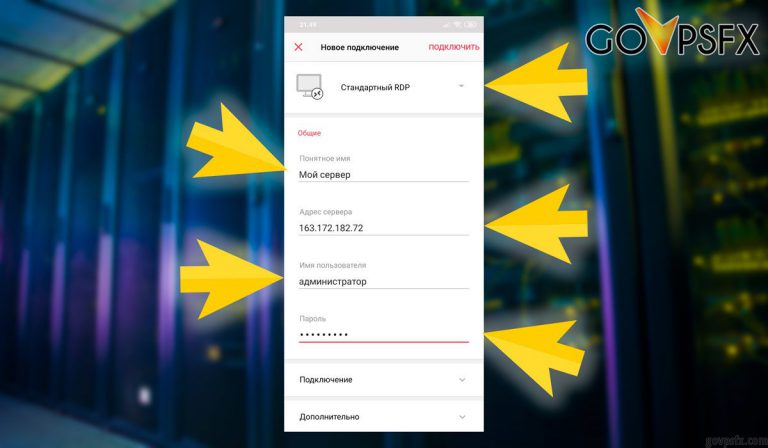 21:49
Новое подключение
ПОДКЛЮЧИТЬ
GOVPSFX
Стандартный RDP
Общие
Понятное имя
Мой сервер
Адрес сервера
163.172.182.72
Имя пользователя
администратор
Пароль
•••••••••
Подключение
Дополнительно
govpsfx.com